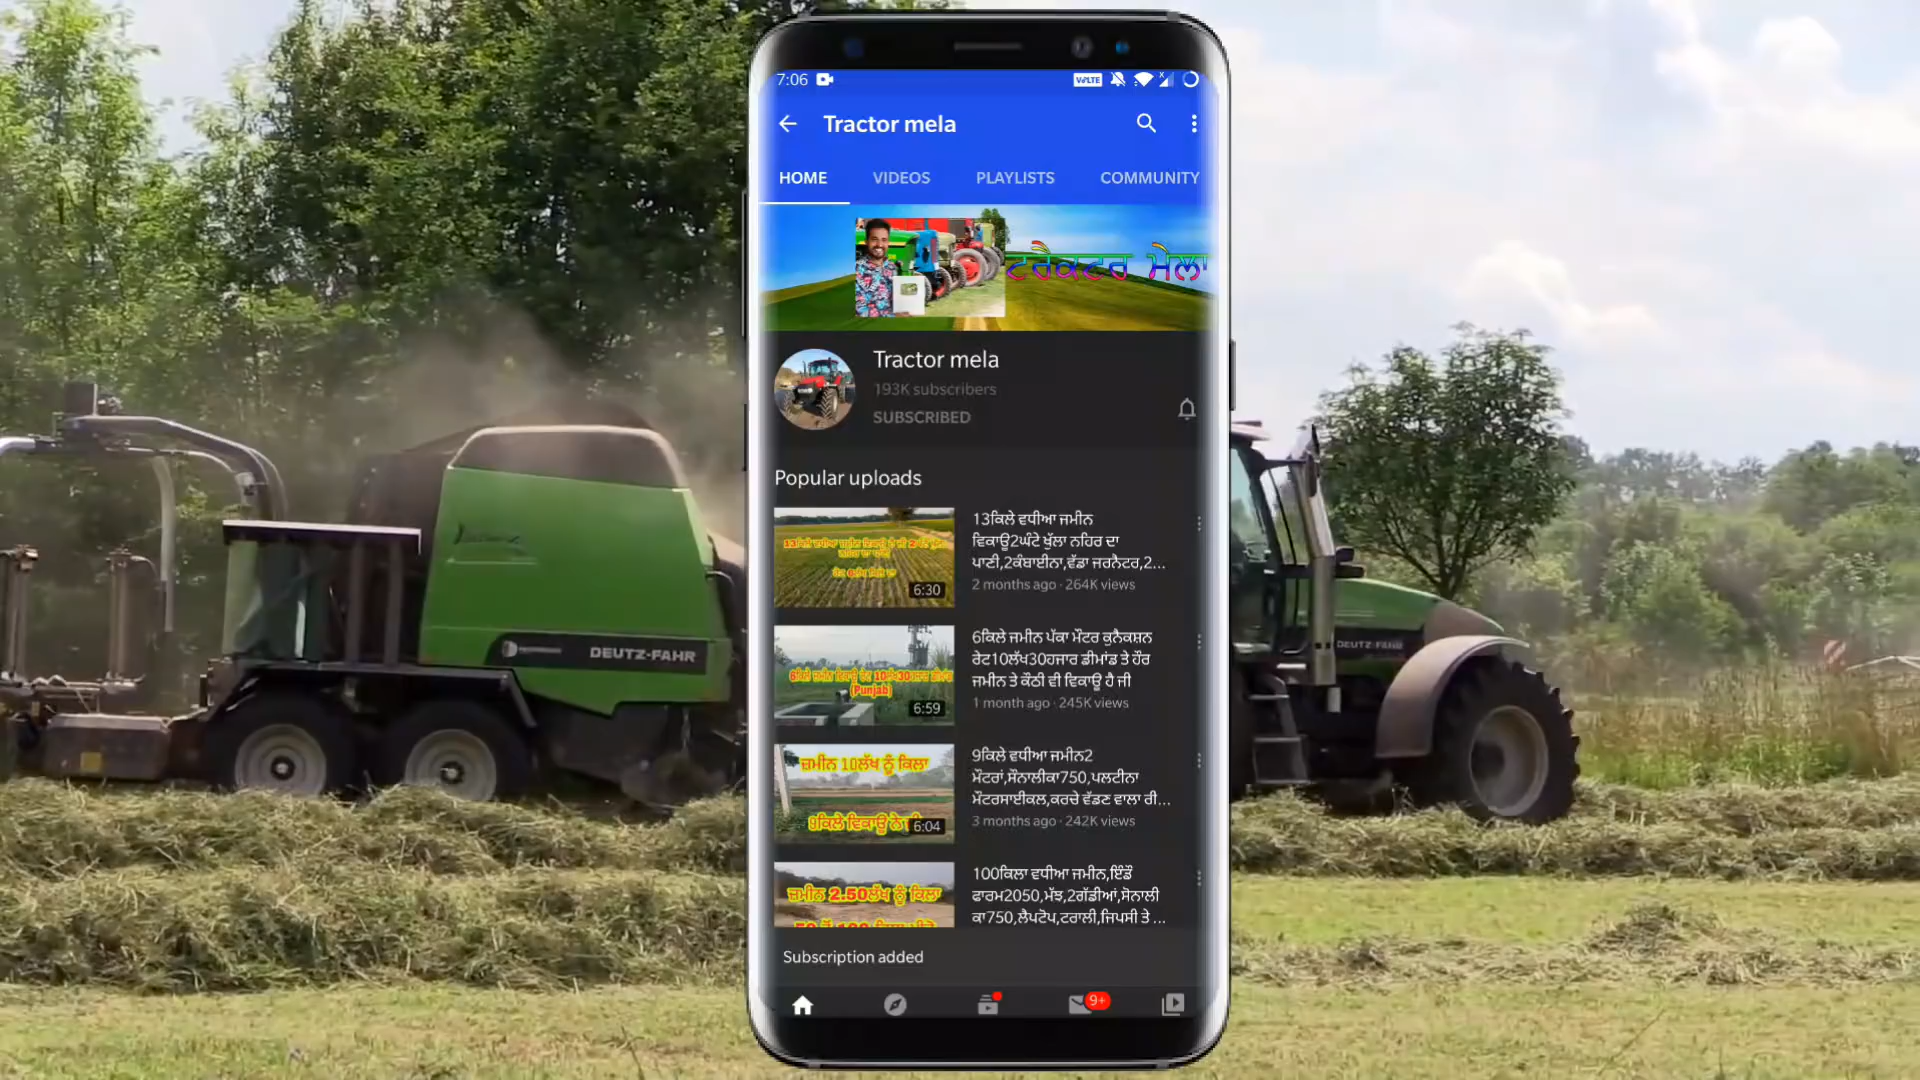 7:06
VoLTE
Tractor mela
HOME VIDEOS PLAYLISTS COMMUNITY
ਟਰੈਕਟਰ ਮੇਲਾ
Tractor mela
193K subscribers
SUBSCRIBED
Popular uploads
13ਕਿਲੇ ਵਧੀਆ ਜਮੀਨ
ਵਿਕਾਊ2ਘੰਟੇ ਖੁੱਲਾ ਨਹਿਰ ਦਾ
ਪਾਣੀ,2ਕੰਬਾਈਨਾ,ਵੱਡਾ ਜਰਨੈਟਰ,2...
2 months ago · 264K views
6:30
6ਕਿਲੇ ਜਮੀਨ ਪੱਕਾ ਮੌਟਰ ਕੁਨੈਕਸ਼ਨ
ਰੇਟ10ਲੱਖ30ਹਜਾਰ ਡੀਮਾਂਡ ਤੇ ਹੌਰ
ਜਮੀਨ ਤੇ ਕੌਠੀ ਵੀ ਵਿਕਾਊ ਹੈ ਜੀ
1 month ago · 245K views
(Punjab)
6:59
9ਕਿਲੇ ਵਧੀਆ ਜਮੀਨ2
ਮੌਟਰਾਂ,ਸੌਨਾਲੀਕਾ750,ਪਲਟੀਨਾ
ਮੌਟਰਸਾਈਕਲ,ਕਰਚੇ ਵੱਡਣ ਵਾਲਾ ਰੀ...
3 months ago · 242K views
ਜ਼ਮੀਨ 10ਲੱਖ ਨੂੰ ਕਿਲਾ
9ਕਿਲੇ ਵਿਕਾਊ ਨੇ
6:04
100ਕਿਲਾ ਵਧੀਆ ਜਮੀਨ,ਇੰਡੌ
ਫਾਰਮ2050,ਮੱਝ,2ਗੱਡੀਆਂ,ਸੋਨਾਲੀ
ਕਾ750,ਲੈਪਟੋਪ,ਟਰਾਲੀ,ਜਿਪਸੀ ਤੇ ...
ਜ਼ਮੀਨ 2.50ਲੱਖ ਨੂੰ ਕਿਲਾ
Subscription added
9+
DEUTZ-FAHR
DEUTZ-FAHR